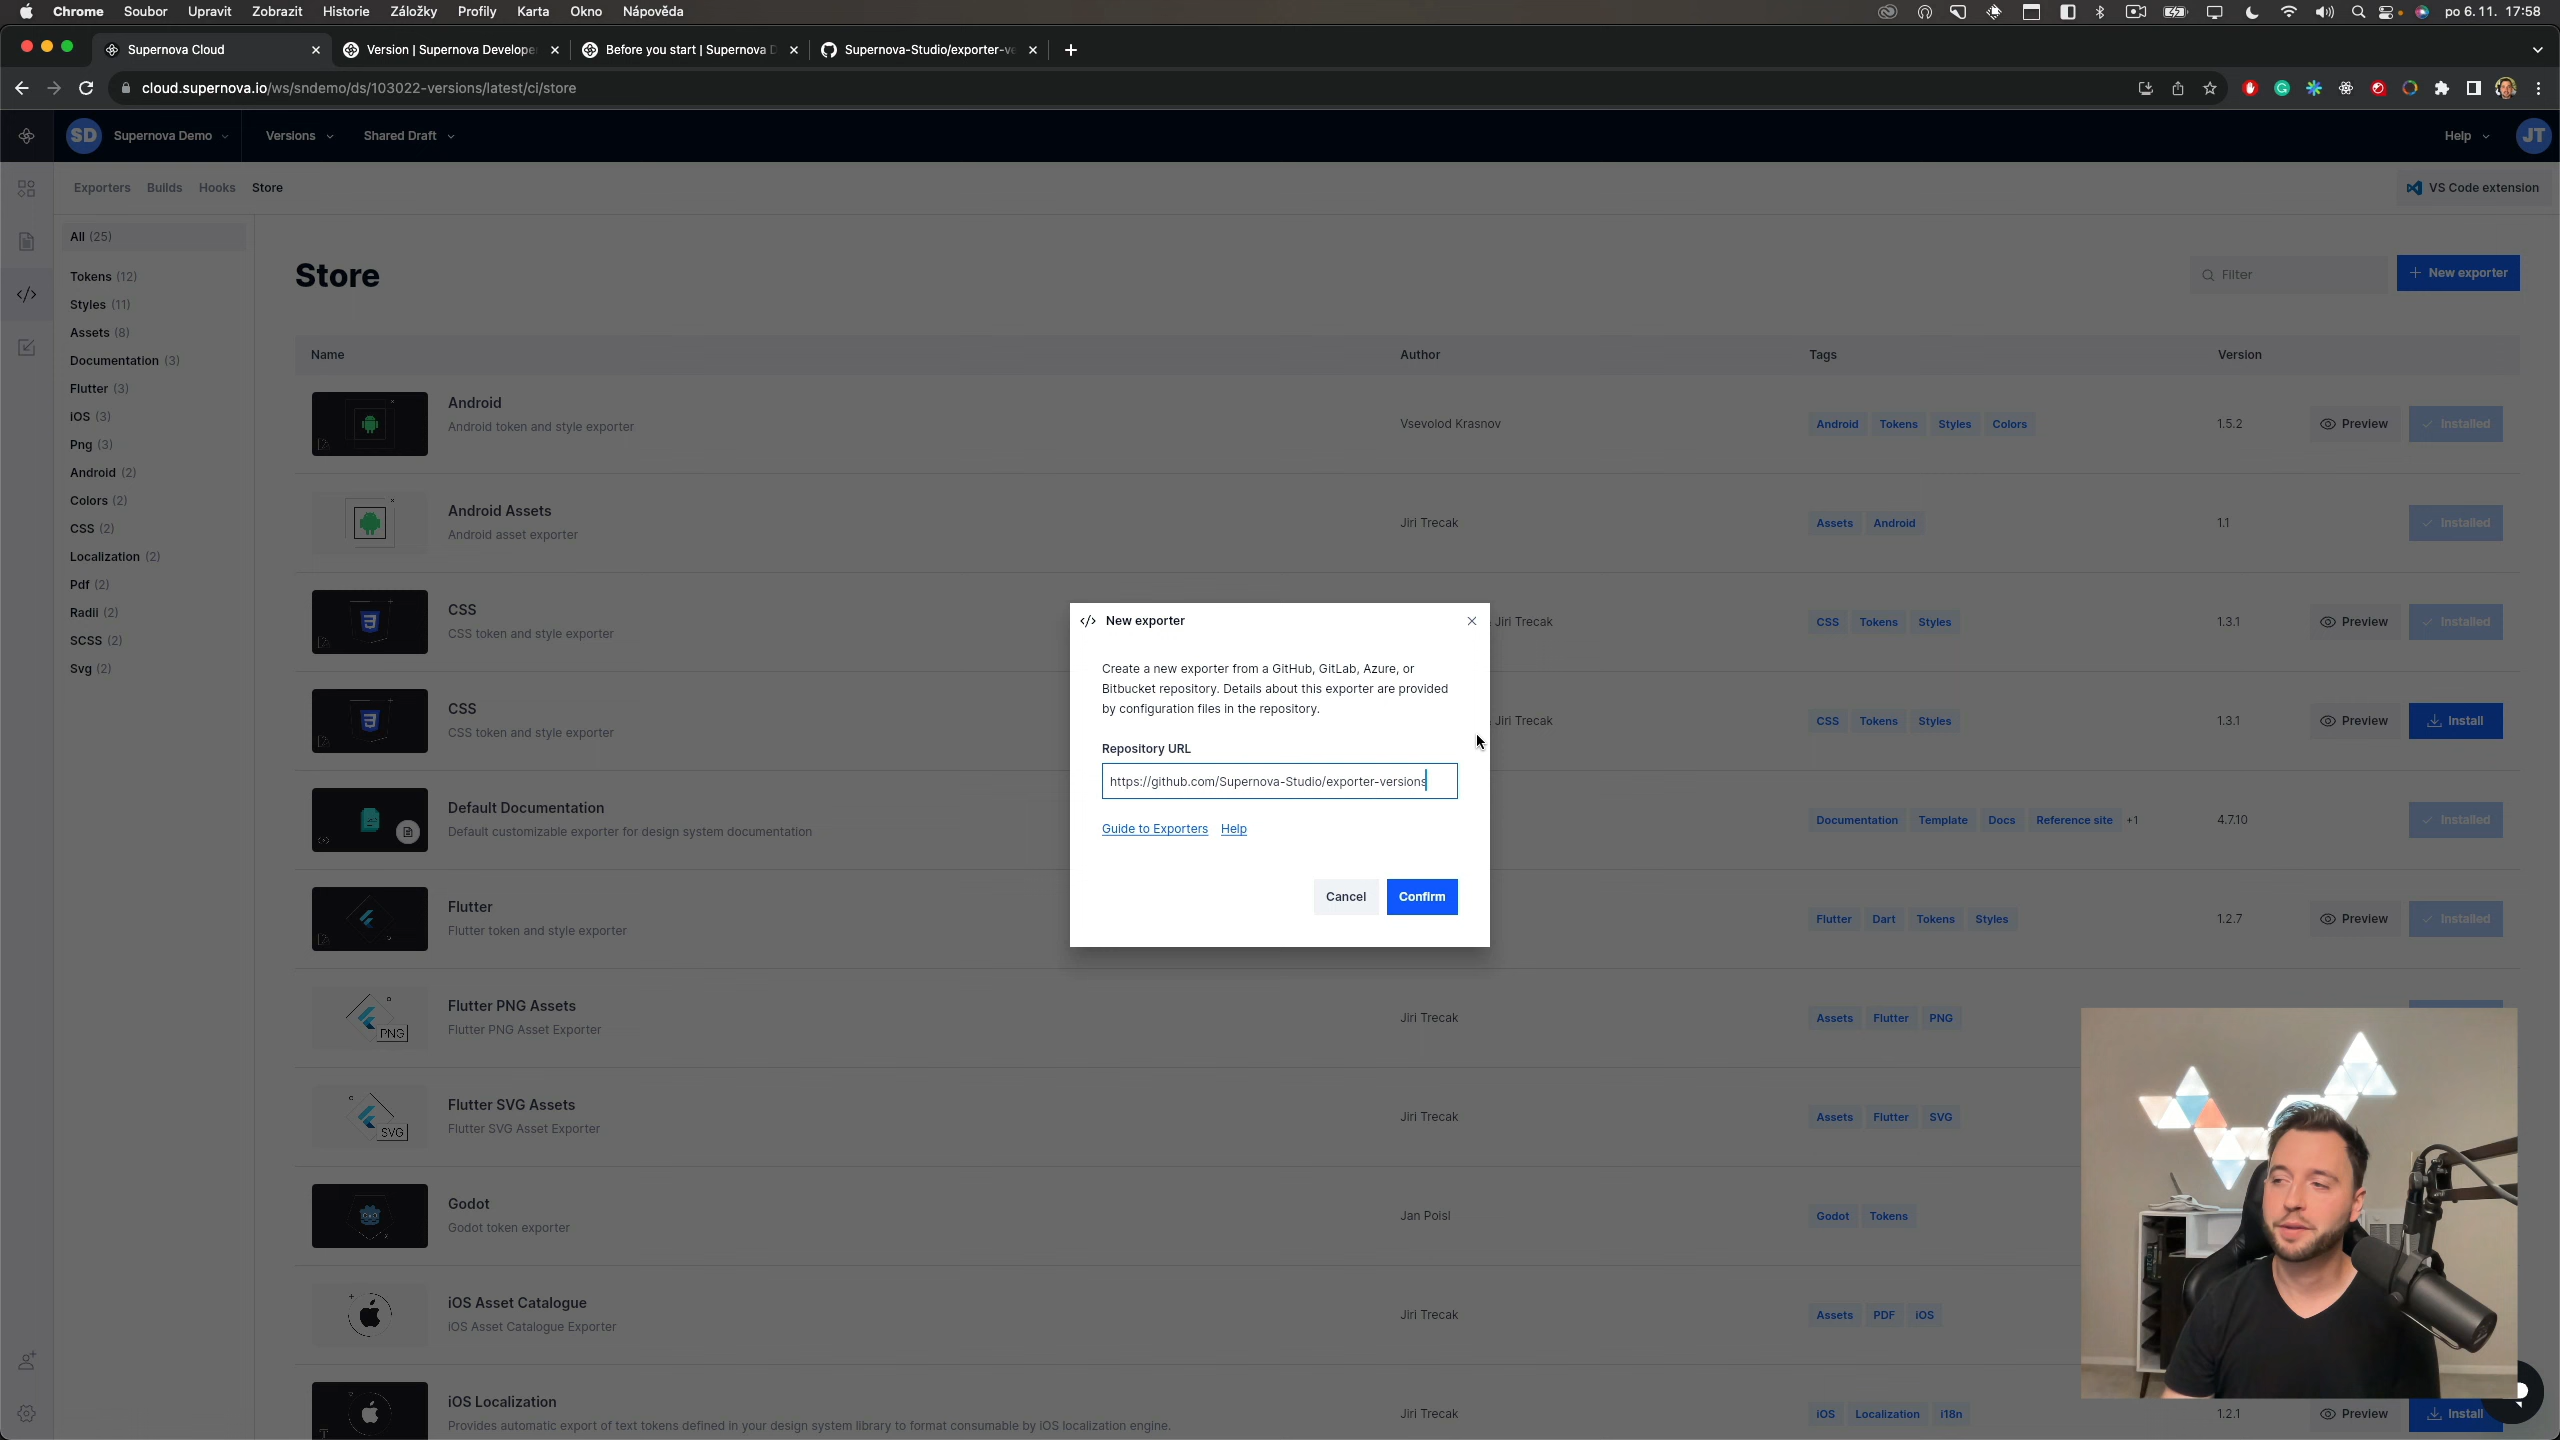 Chrome Soubor Upravit Zobrazit Historie Záložky Profily Karta Okno Nápověda po 6. 11. 17:58
Supernova Cloud Version | Supernova Develope Before you start | Supernova D Supernova-Studio/exporter-ve
cloud.supernova.io/ws/sndemo/ds/103022-versions/latest/ci/store
SD Supernova Demo Versions Shared Draft Help JT
Exporters Builds Hooks Store VS Code extension
All (25)
Tokens (12)
Styles (11)
Assets (8)
Documentation (3)
Flutter (3)
iOS (3)
Png (3)
Android (2)
Colors (2)
CSS (2)
Localization (2)
Pdf (2)
Radii (2)
SCSS (2)
Svg (2)
Store Filter New exporter
Name Author Tags Version
Android
Android token and style exporter
Vsevolod Krasnov Android Tokens Styles Colors 1.5.2 Preview Installed
Android Assets
Android asset exporter
Jiri Trecak Assets Android 1.1 Installed
CSS
CSS token and style exporter
Jiri Trecak CSS Tokens Styles 1.3.1 Preview Installed
CSS
CSS token and style exporter
Jiri Trecak CSS Tokens Styles 1.3.1 Preview Install
Default Documentation
Default customizable exporter for design system documentation
Documentation Template Docs Reference site +1 4.7.10 Installed
Flutter
Flutter token and style exporter
Flutter Dart Tokens Styles 1.2.7 Preview Installed
PNG
Flutter PNG Assets
Flutter PNG Asset Exporter
Jiri Trecak Assets Flutter PNG
SVG
Flutter SVG Assets
Flutter SVG Asset Exporter
Jiri Trecak Assets Flutter SVG
Godot
Godot token exporter
Jan Poisl Godot Tokens
iOS Asset Catalogue
iOS Asset Catalogue Exporter
Jiri Trecak Assets PDF iOS
iOS Localization
Provides automatic export of text tokens defined in your design system library to format consumable by iOS localization engine.
Jiri Trecak iOS Localization i18n 1.2.1 Preview Install
</> New exporter
Create a new exporter from a GitHub, GitLab, Azure, or
Bitbucket repository. Details about this exporter are provided
by configuration files in the repository.
Repository URL
https://github.com/Supernova-Studio/exporter-versions
Guide to Exporters Help
Cancel Confirm